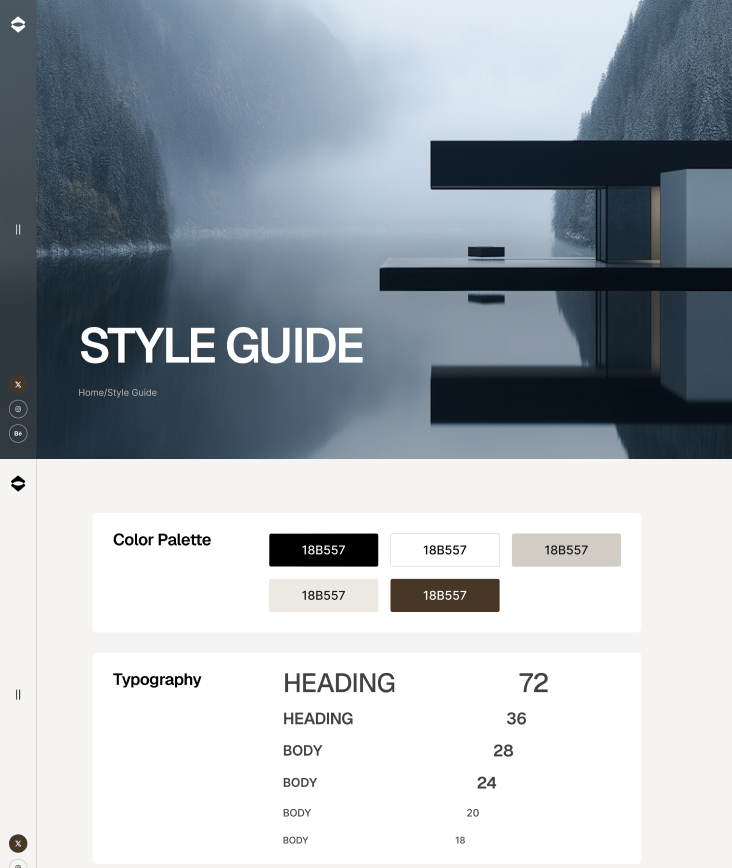 STYLE GUIDE
Home/Style Guide
𝕏
Bē
Color Palette
18B557 18B557 18B557
18B557 18B557
Typography
HEADING 72
HEADING 36
BODY 28
BODY 24
BODY 20
BODY 18
𝕏